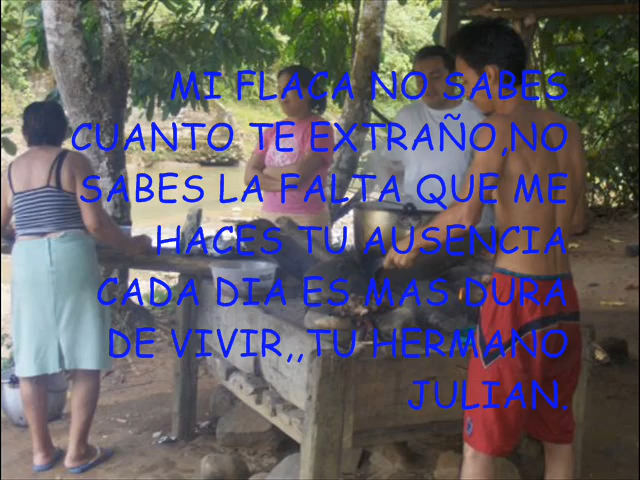 MI FLACA NO SABES
CUANTO TE EXTRAÑO,NO
SABES LA FALTA QUE ME
HACES TU AUSENCIA
CADA DIA ES MAS DURA
DE VIVIR,,TU HERMANO
JULIAN.